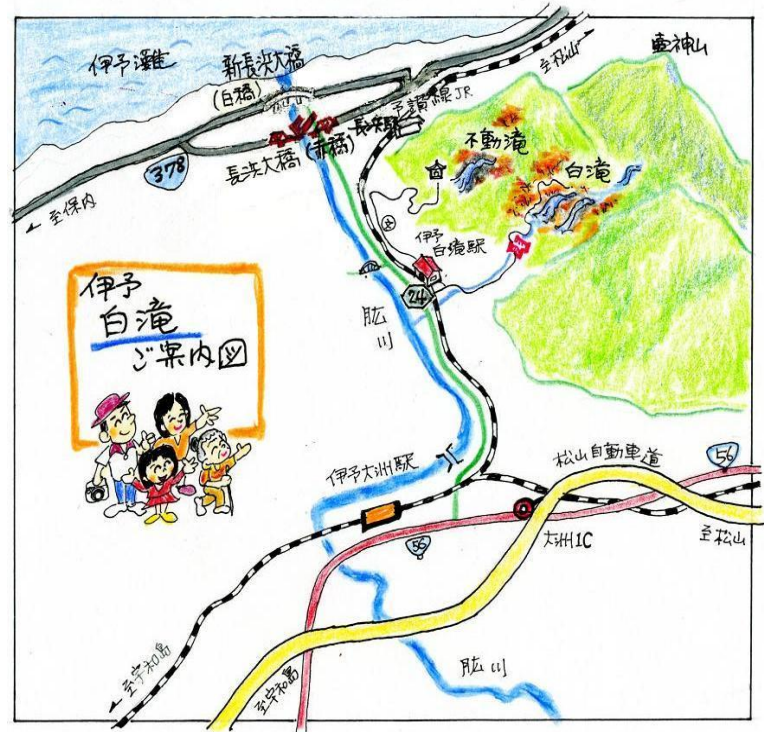 伊予灘
新長浜大橋
(白橋)
至松山
壷神山
予讃線JR
長浜駅
長浜大橋(赤橋)
不動滝
白滝
378
至保内
伊予
白滝駅
24
肱川
伊予
白滝
ご案内図
伊予大洲駅
松山自動車道
56
56
大洲IC
至松山
至宇和島
至宇和島
肱川